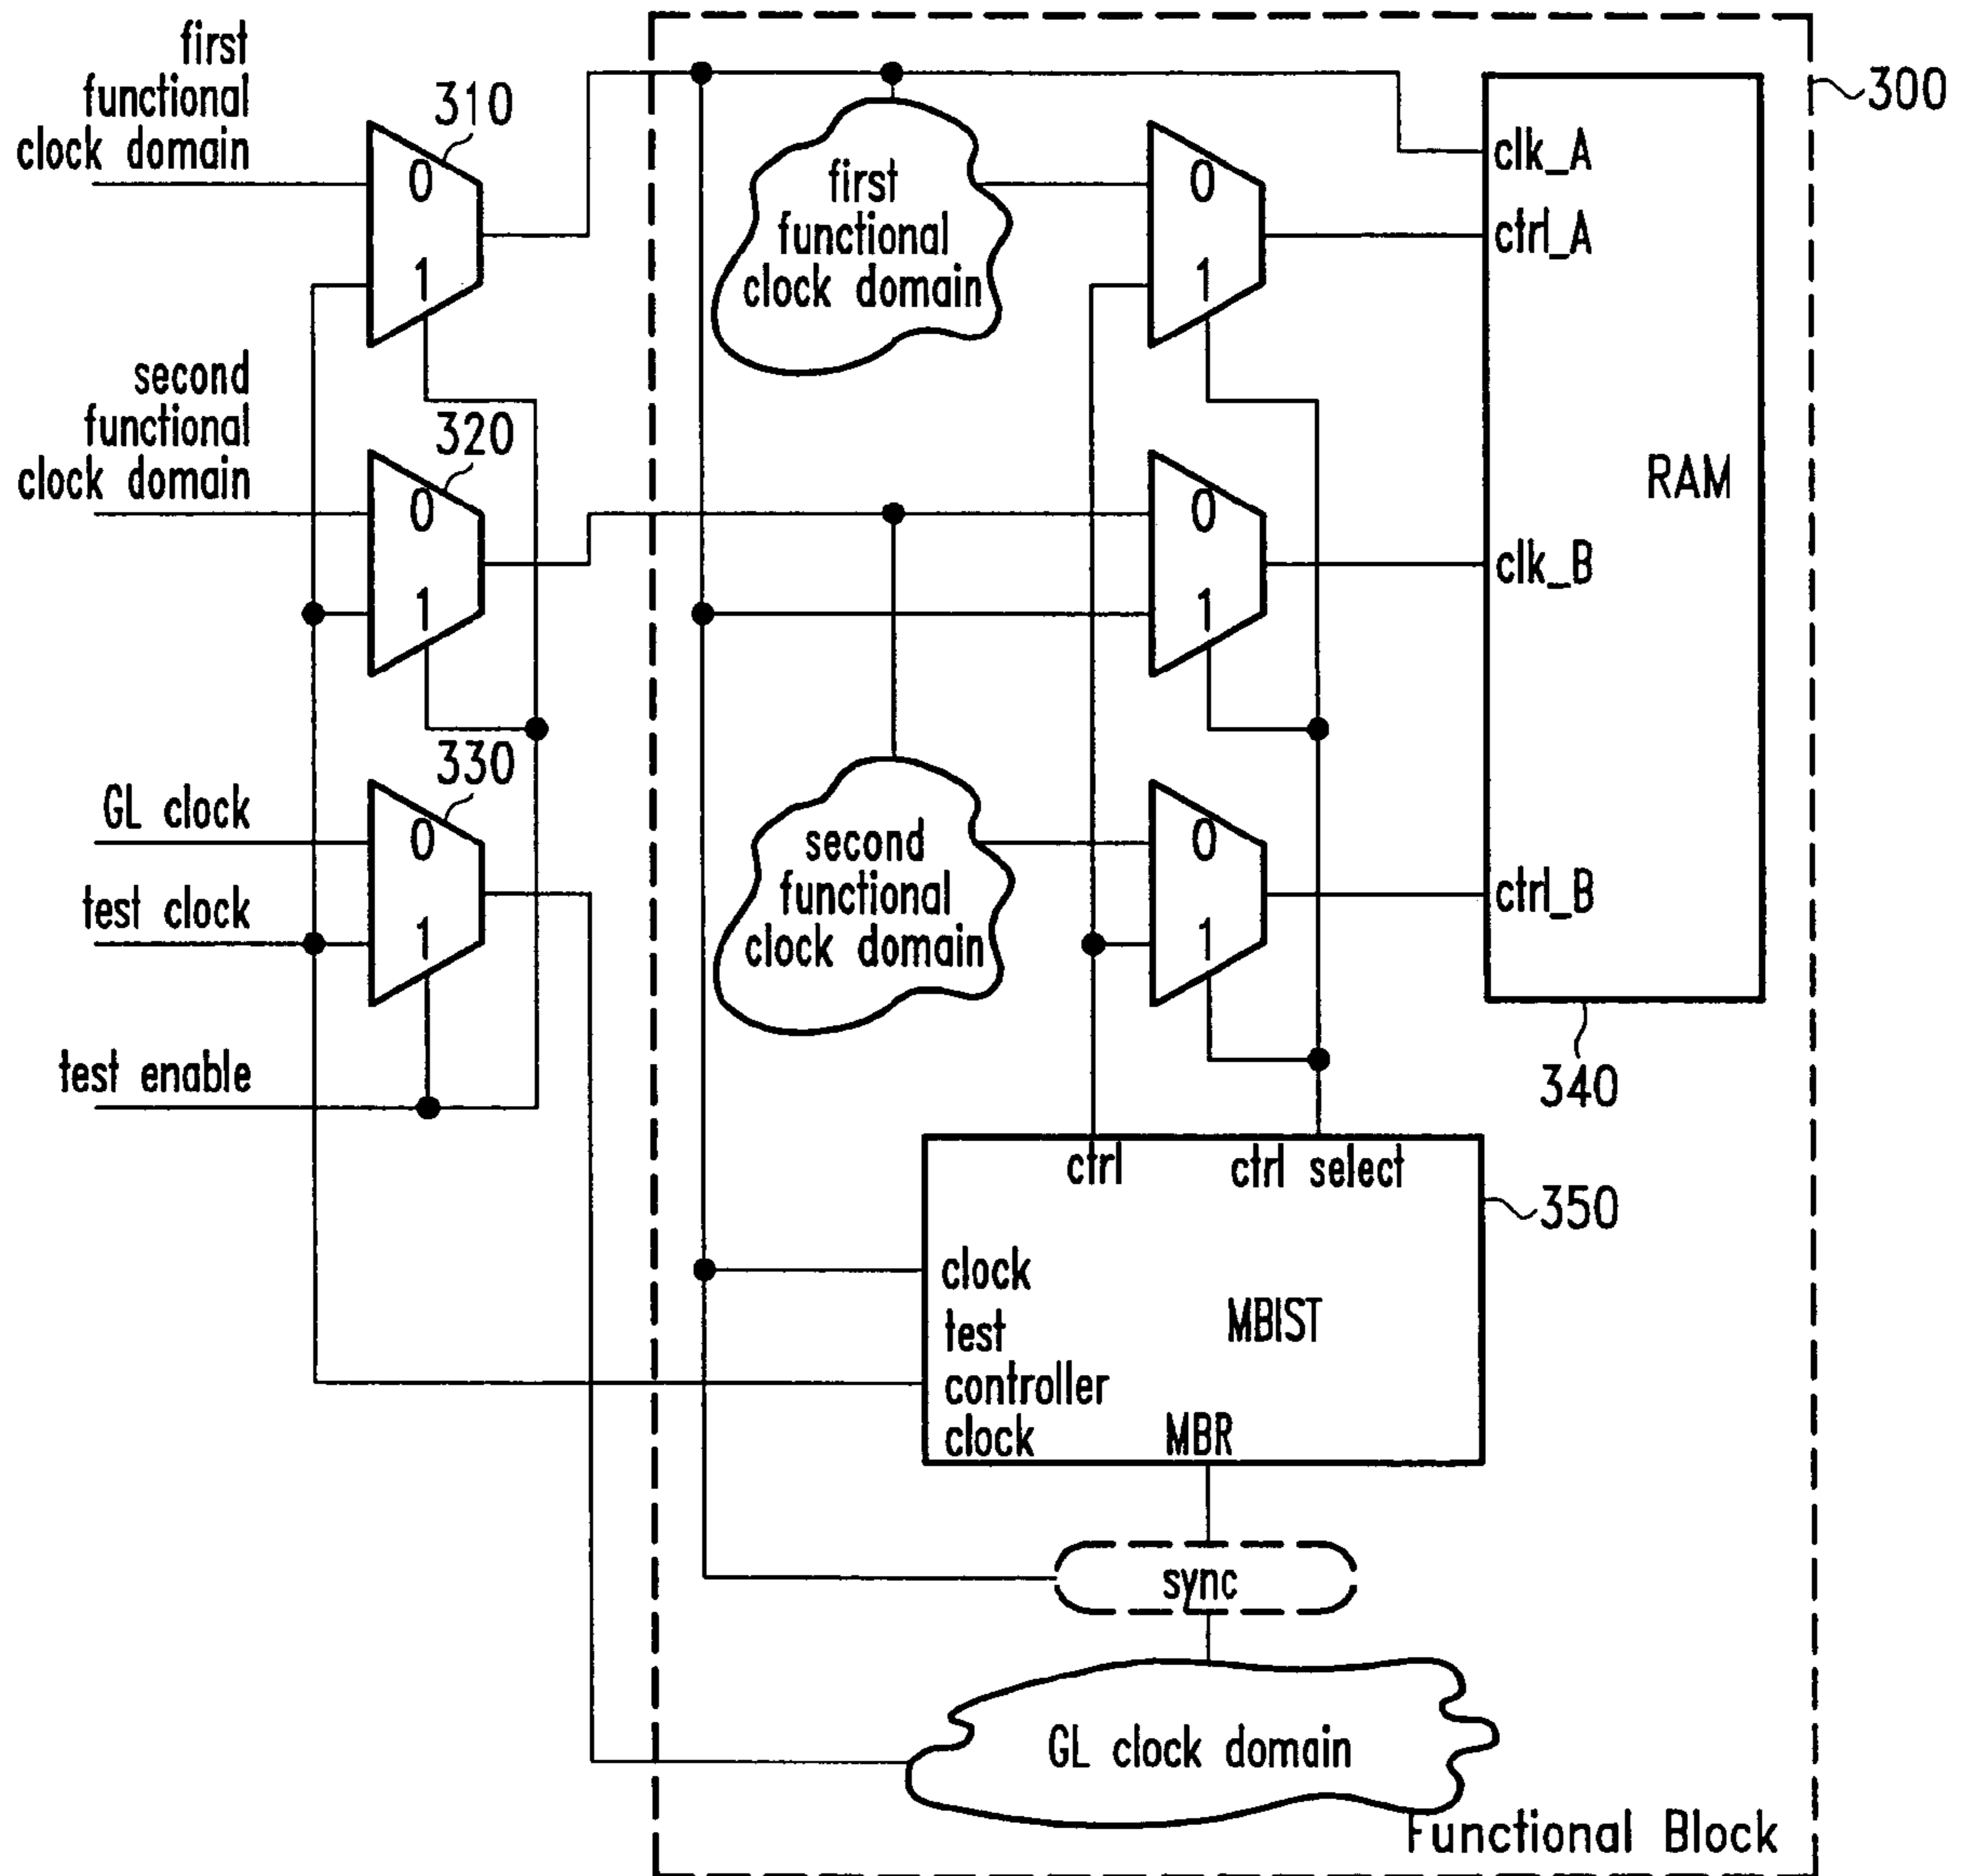 first
functional
clock domain
310
0
1
second
functional
clock domain
320
0
1
GL clock
330
0
test clock
1
test enable
300
first
functional
clock domain
0
1
clk_A
ctrl_A
RAM
0
1
clk_B
second
functional
clock domain
0
1
ctrl_B
340
ctrl
ctrl select
350
clock
test
controller
clock
MBIST
MBR
sync
GL clock domain
Functional Block